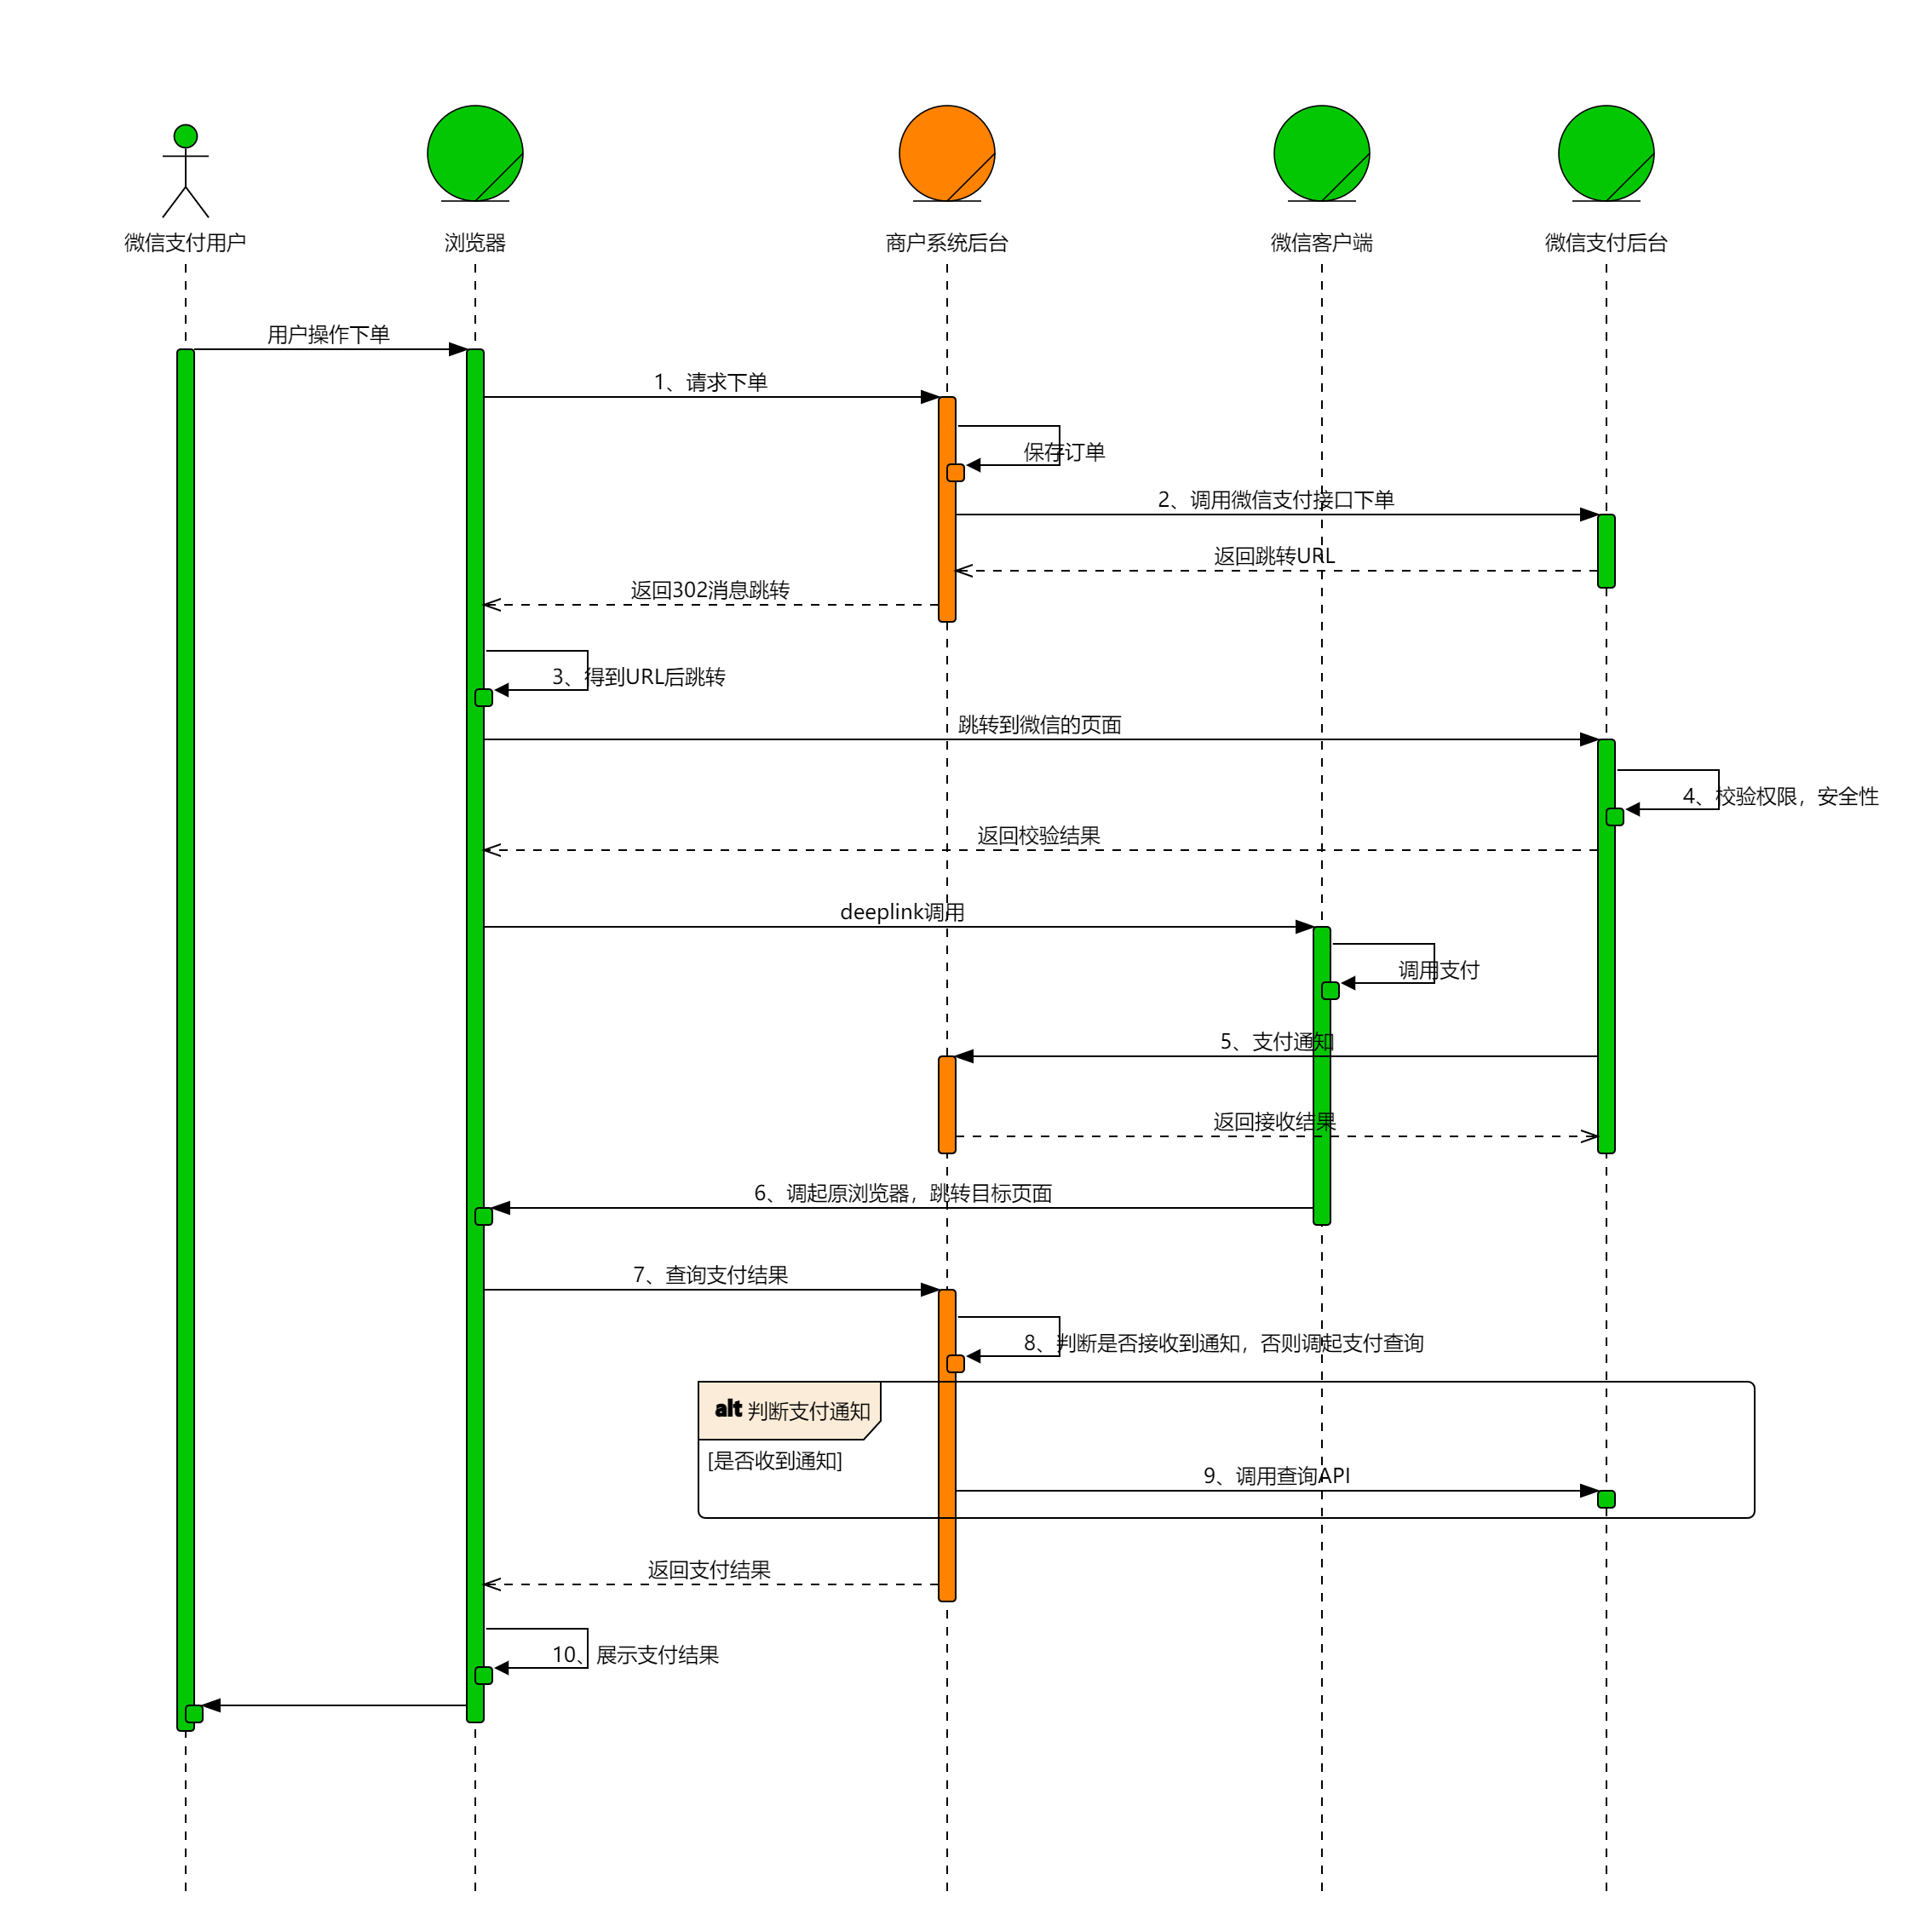 微信支付用户
浏览器
商户系统后台
微信客户端
微信支付后台
用户操作下单
1、请求下单
保存订单
2、调用微信支付接口下单
返回跳转URL
返回302消息跳转
3、得到URL后跳转
跳转到微信的页面
4、校验权限，安全性
返回校验结果
deeplink调用
调用支付
5、支付通知
返回接收结果
6、调起原浏览器，跳转目标页面
7、查询支付结果
8、判断是否接收到通知，否则调起支付查询
alt 判断支付通知
[是否收到通知]
9、调用查询API
返回支付结果
10、展示支付结果